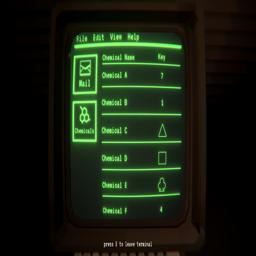 File Edit View Help
Chemical Name Key
Mail
Chemical A 7
Chemical B 1
Chemicals
Chemical C
Chemical D
Chemical E
Chemical F 4
press X to leave terminal